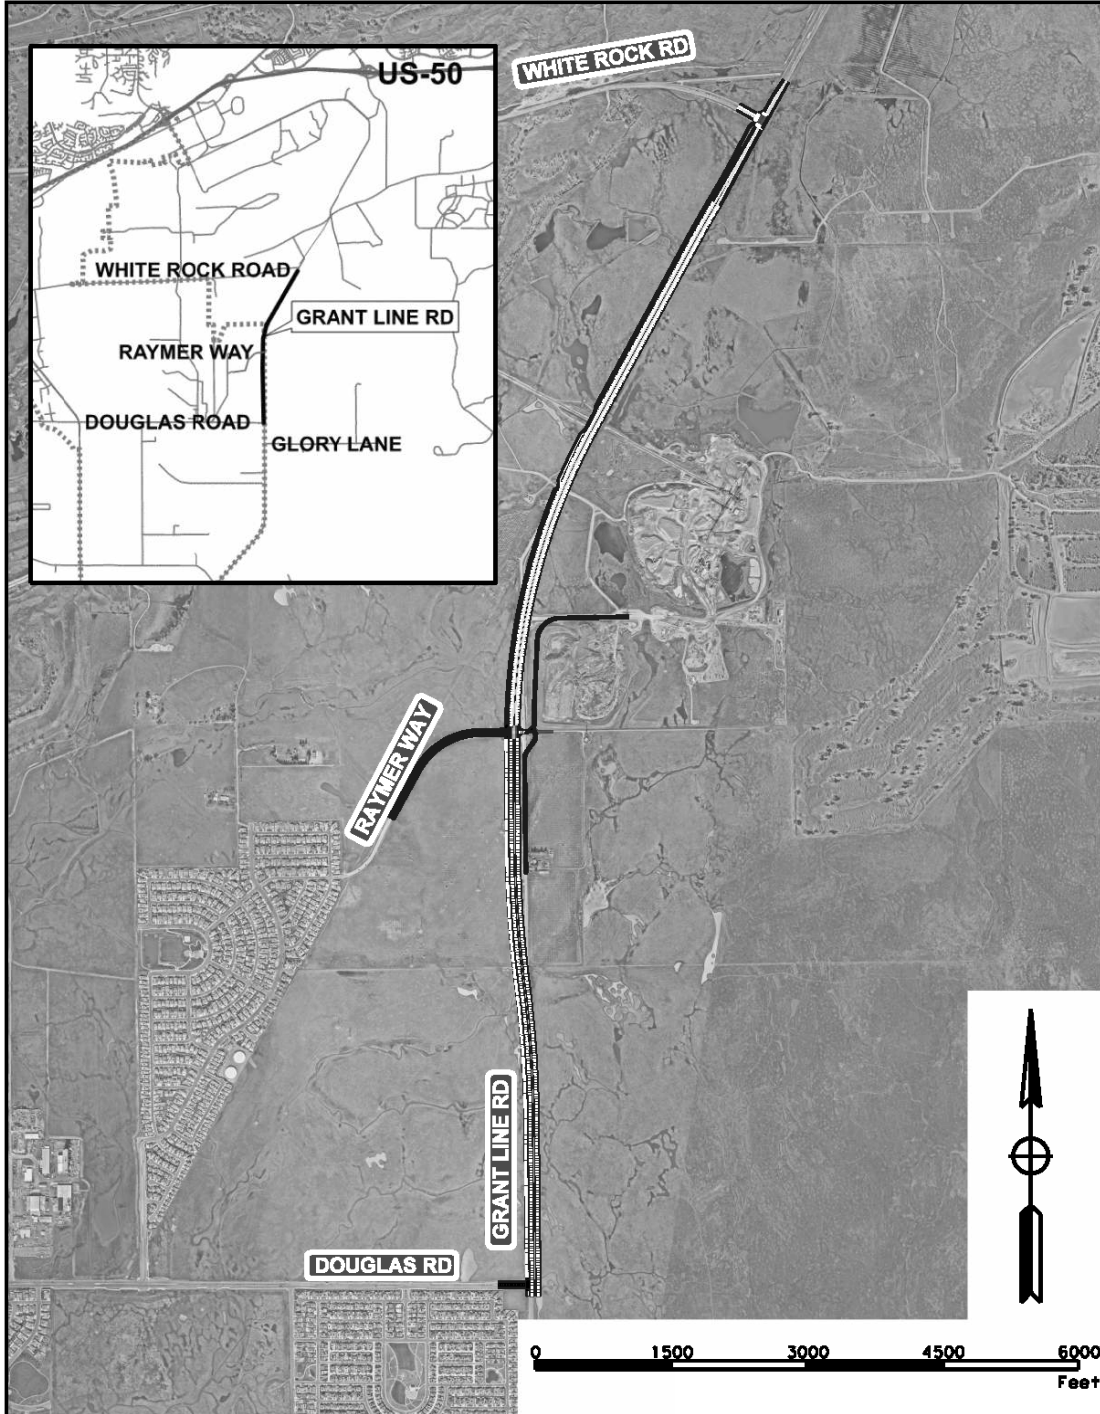 WHITE ROCK RD
US-50
WHITE ROCK ROAD
GRANT LINE RD
RAYMER WAY
DOUGLAS ROAD
GLORY LANE
RAYMER WAY
GRANT LINE RD
DOUGLAS RD
0 1500 3000 4500 6000
Feet